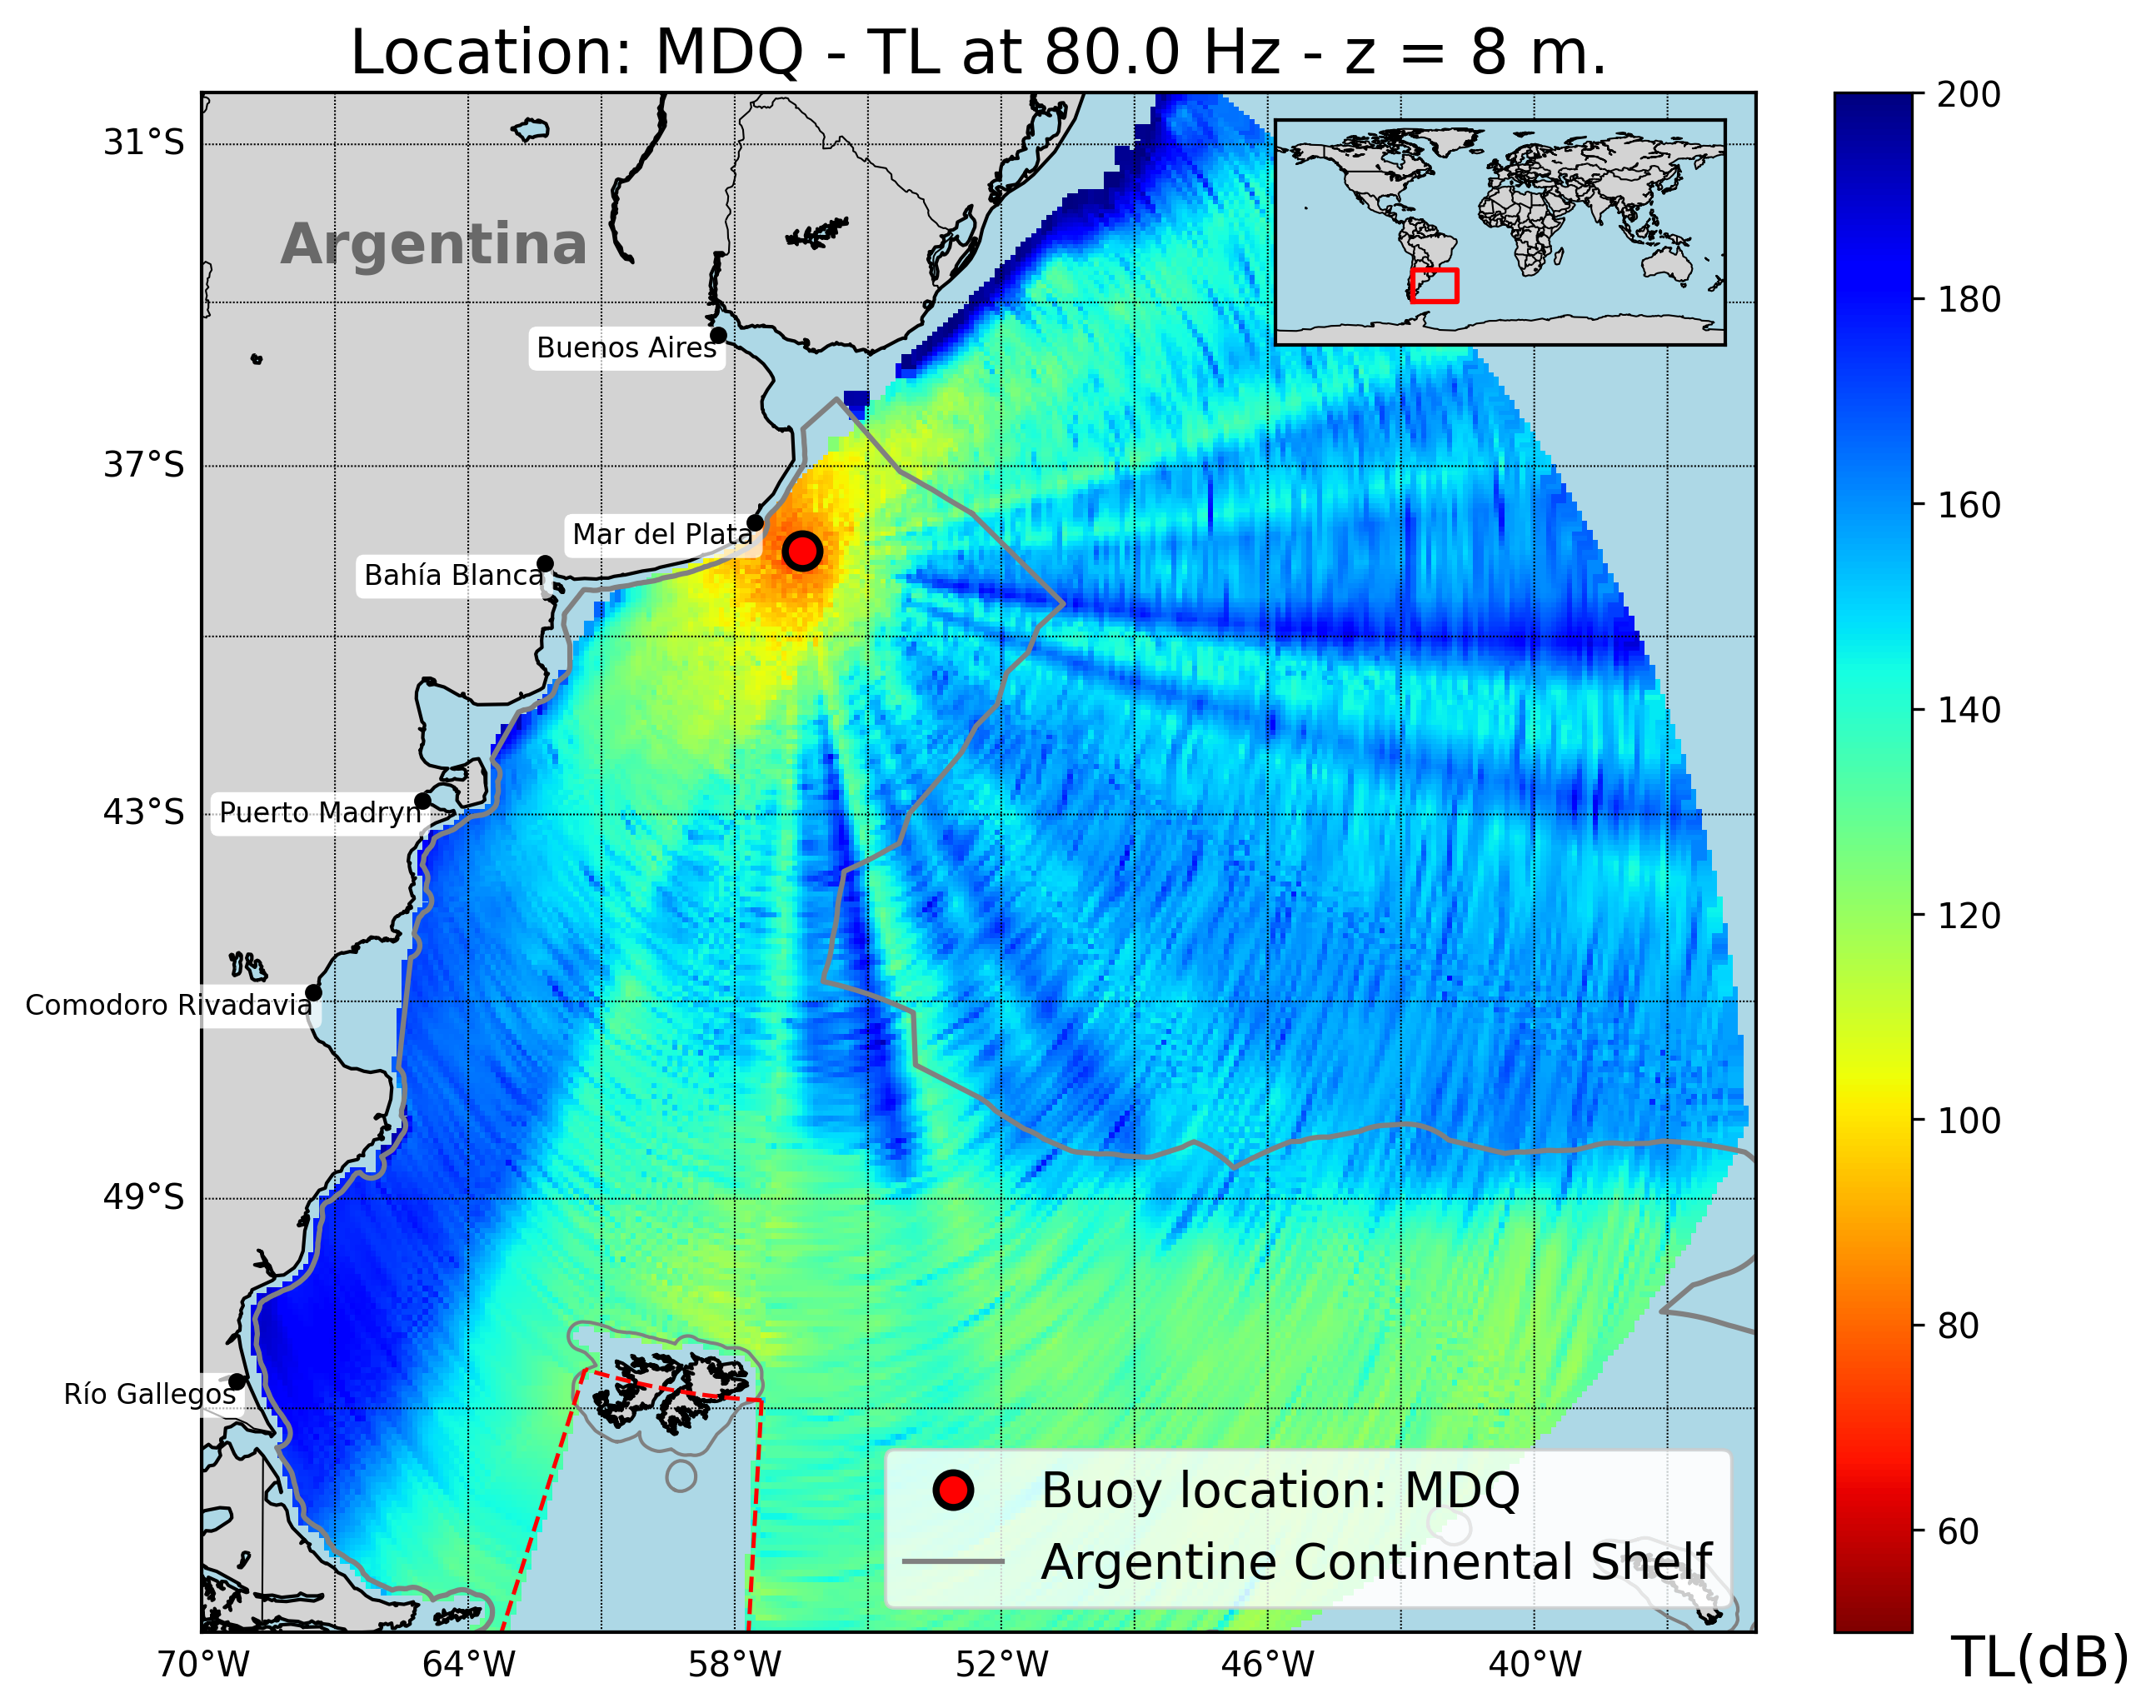 Location: MDQ - TL at 80.0 Hz - z = 8 m.
200
31°S
Argentina
180
Buenos Aires
37°S
160
Mar del Plata
Bahía Blanca
140
43°S
Puerto Madryn
120
Comodoro Rivadavia
100
49°S
80
Río Gallegos
Buoy location: MDQ
60
Argentine Continental Shelf
70°W
64°W
58°W
52°W
46°W
40°W
TL(dB)